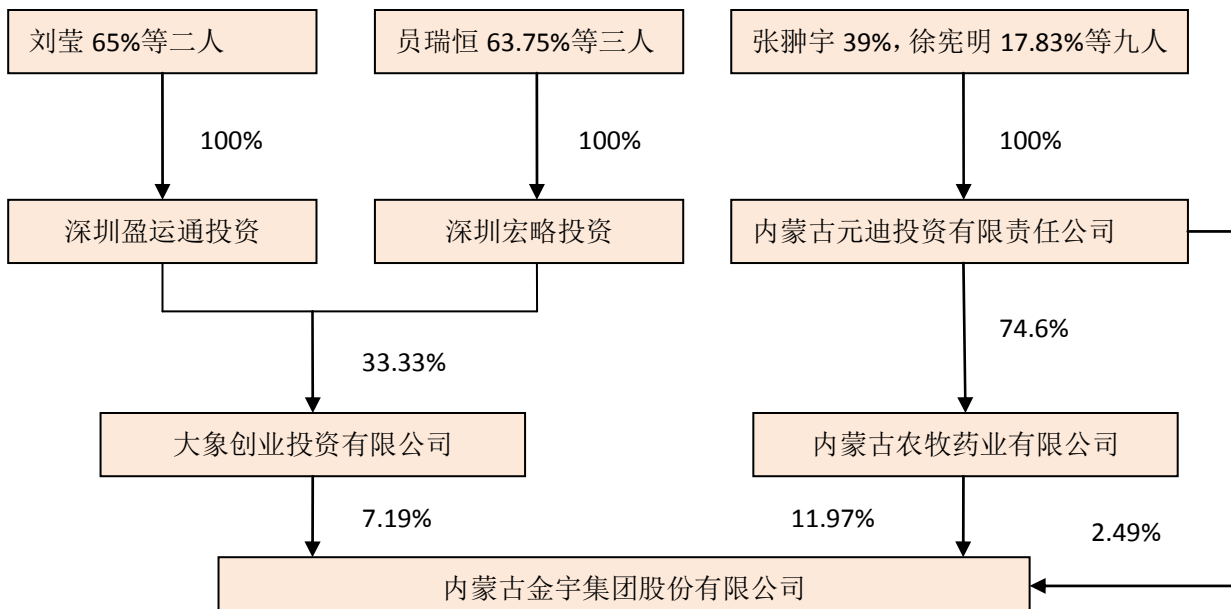 刘莹 65%等二人
员瑞恒 63.75%等三人
张翀宇 39%,徐宪明 17.83%等九人
100%
100%
100%
深圳盈运通投资
深圳宏略投资
内蒙古元迪投资有限责任公司
33.33%
74.6%
大象创业投资有限公司
内蒙古农牧药业有限公司
7.19%
11.97%
2.49%
内蒙古金宇集团股份有限公司